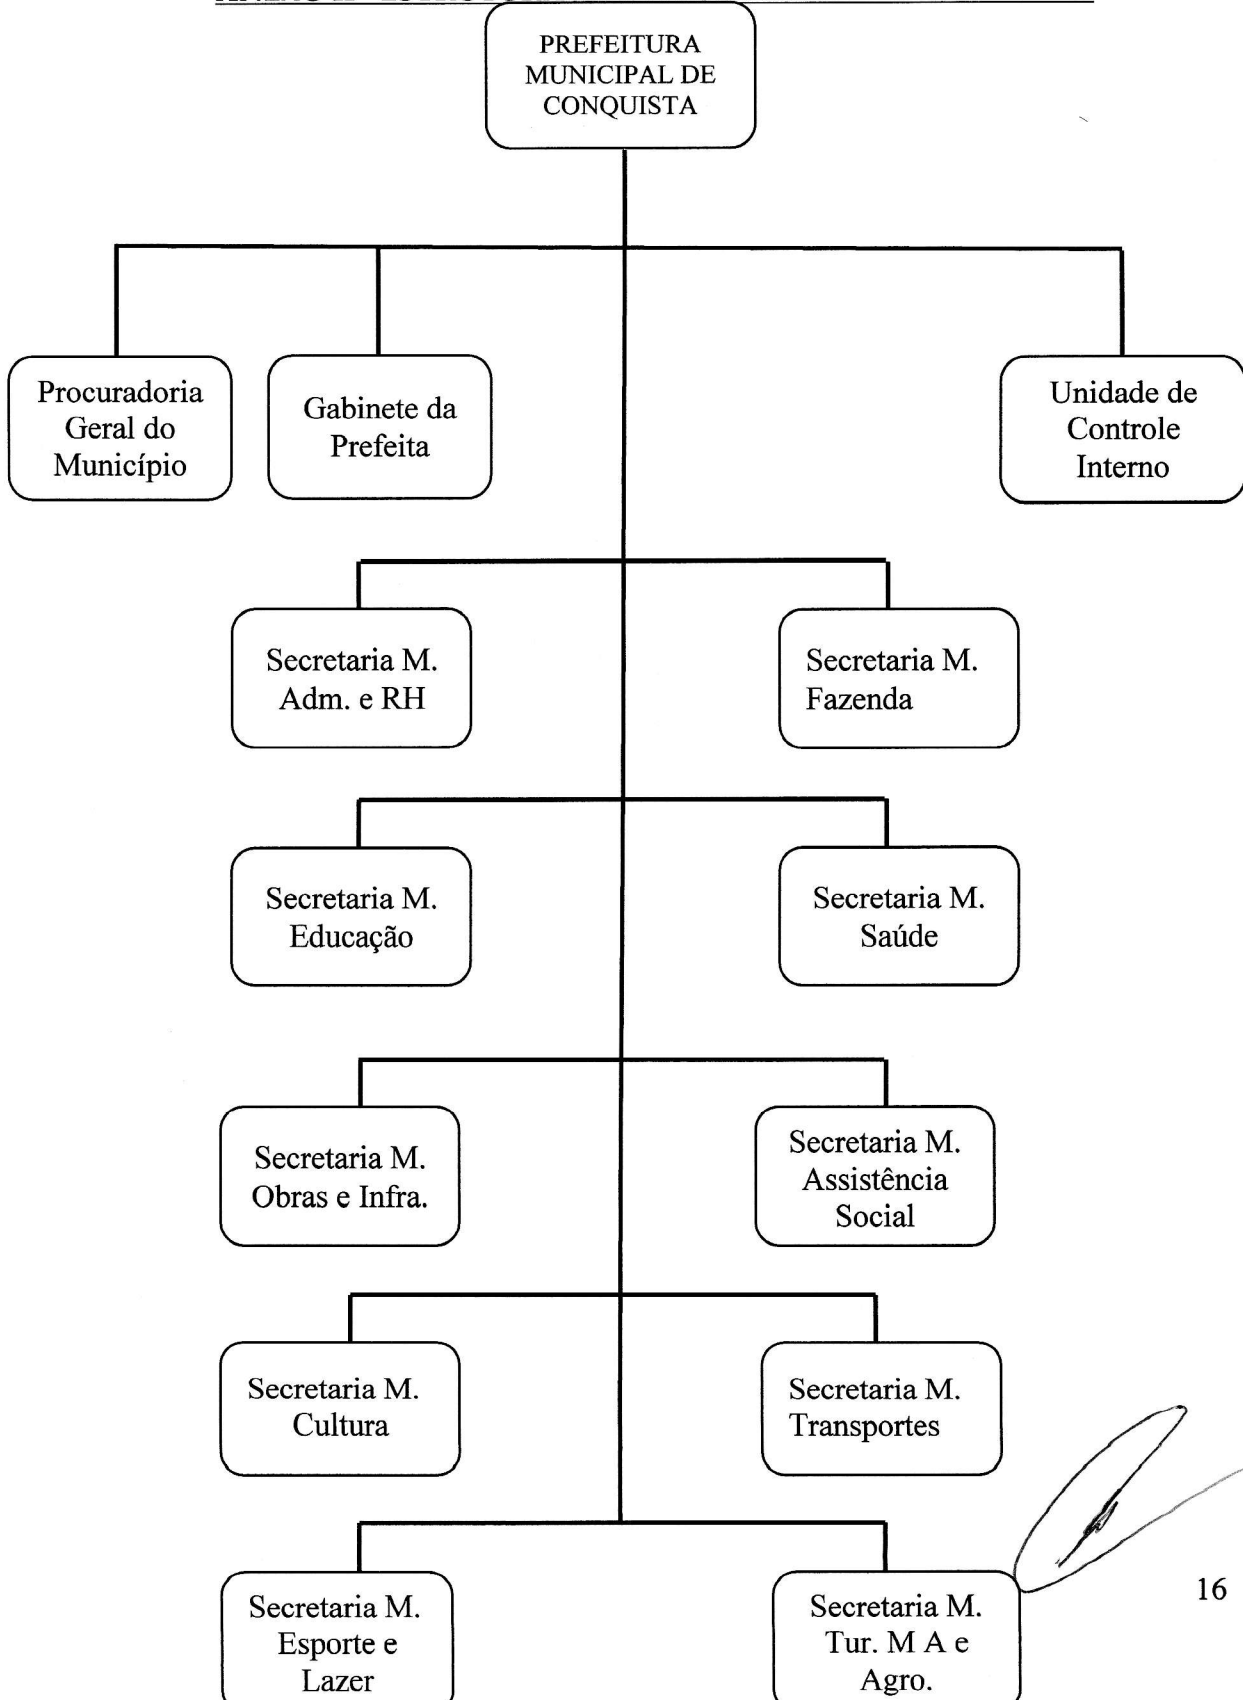 PREFEITURA
MUNICIPAL DE
CONQUISTA
Procuradoria
Geral do
Município
Gabinete da
Prefeita
Unidade de
Controle
Interno
Secretaria M.
Adm. e RH
Secretaria M.
Fazenda
Secretaria M.
Educação
Secretaria M.
Saúde
Secretaria M.
Obras e Infra.
Secretaria M.
Assistência
Social
Secretaria M.
Cultura
Secretaria M.
Transportes
Secretaria M.
Esporte e
Lazer
Secretaria M.
Tur. M A e
Agro.
16